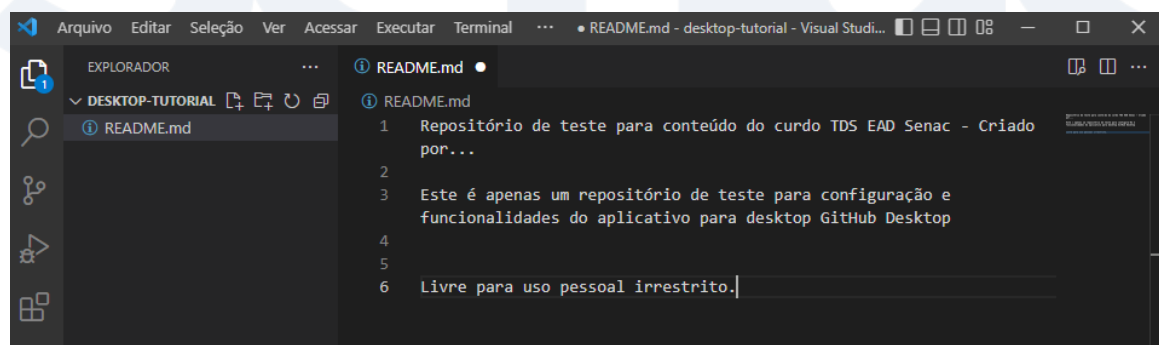 Arquivo Editar Seleção Ver Acessar Executar Terminal ··· ● README.md - desktop-tutorial - Visual Studi...
EXPLORADOR ···
README.md ●
1
DESKTOP-TUTORIAL
README.md
README.md
1 Repositório de teste para conteúdo do curdo TDS EAD Senac - Criado
por...
2
3 Este é apenas um repositório de teste para configuração e
funcionalidades do aplicativo para desktop GitHub Desktop
4
5
6 Livre para uso pessoal irrestrito.